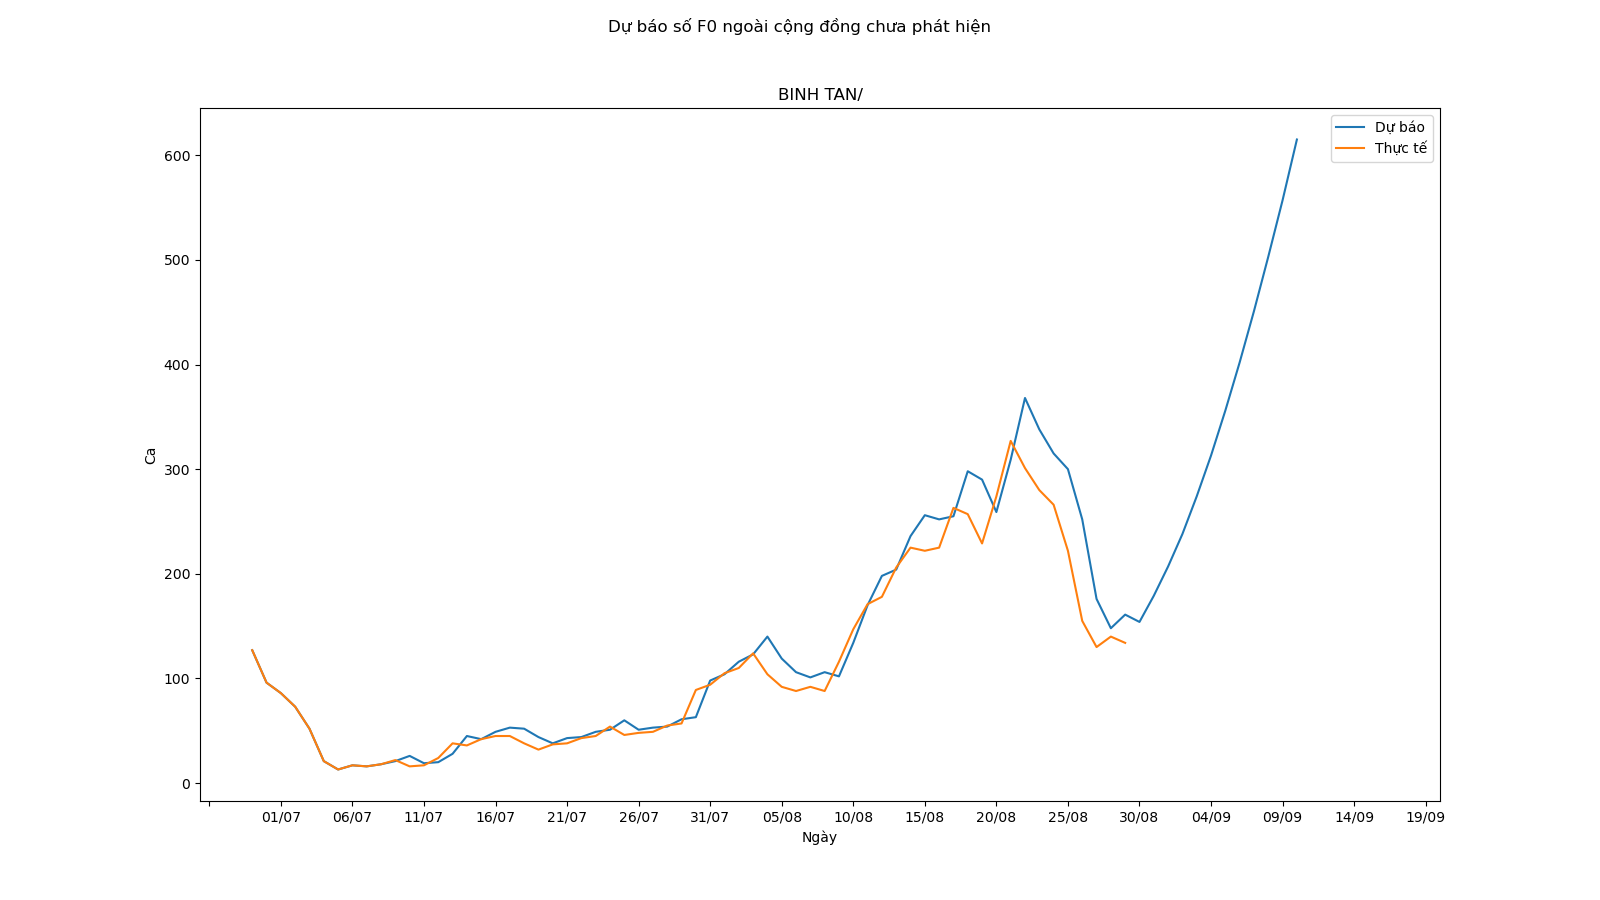 Dự báo số F0 ngoài cộng đồng chưa phát hiện
BINH TAN/
Dự báo
Thực tế
Ca
600
500
400
300
200
100
0
01/07 06/07 11/07 16/07 21/07 26/07 31/07 05/08 10/08 15/08 20/08 25/08 30/08 04/09 09/09 14/09 19/09
Ngày